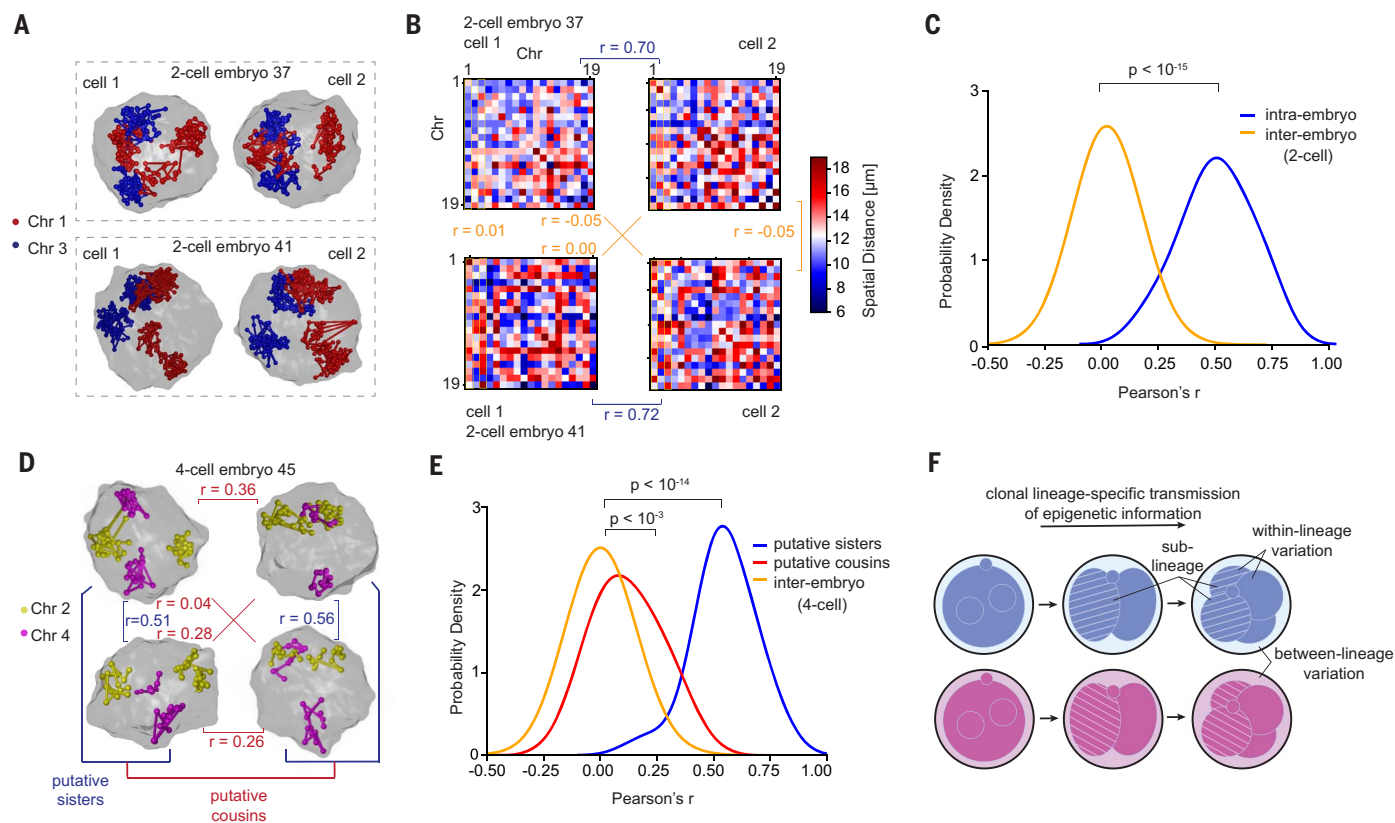 A
2-cell embryo 37
cell 1
cell 2
Chr 1
Chr 3
2-cell embryo 41
cell 1
cell 2
B
2-cell embryo 37
cell 1
Chr
r = 0.70
cell 2
1
19
1
19
1
Chr
19
r = 0.01
r = -0.05
r = 0.00
r = -0.05
1
19
cell 1
r = 0.72
cell 2
2-cell embryo 41
18
16
14
12
10
8
6
Spatial Distance [µm]
C
p < 10-15
3
2
1
0
Probability Density
intra-embryo
inter-embryo
(2-cell)
-0.50
-0.25
0.00
0.25
0.50
0.75
1.00
Pearson's r
D
4-cell embryo 45
r = 0.36
Chr 2
Chr 4
r = 0.04
r=0.51
r = 0.28
r = 0.56
r = 0.26
putative
sisters
putative
cousins
E
p < 10-14
p < 10-3
3
2
1
0
Probability Density
putative sisters
putative cousins
inter-embryo
(4-cell)
-0.50
-0.25
0.00
0.25
0.50
0.75
1.00
Pearson's r
F
clonal lineage-specific transmission
of epigenetic information
sub-
lineage
within-lineage
variation
between-lineage
variation